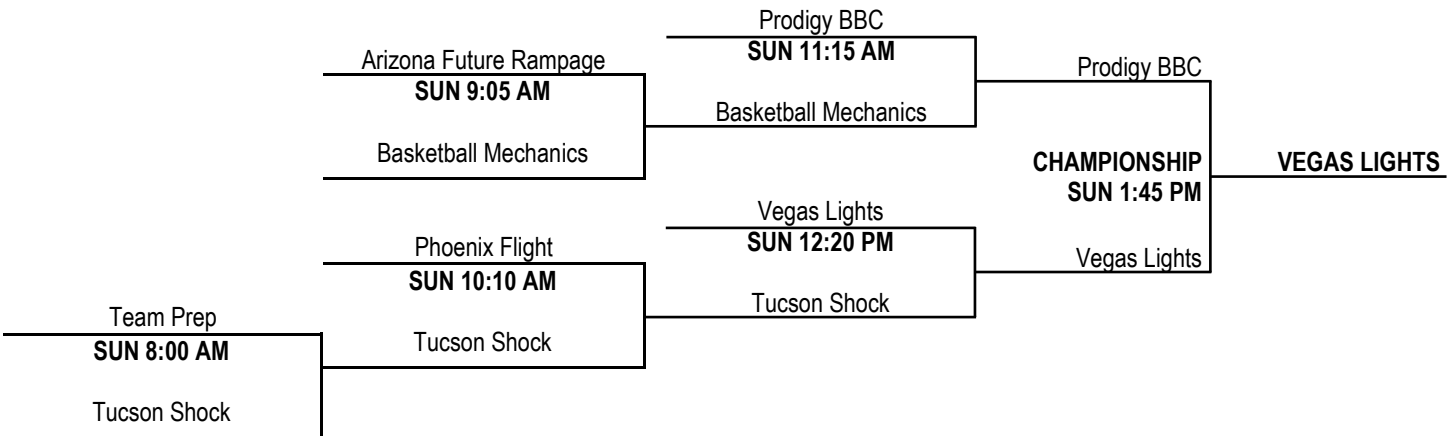 Prodigy BBC
SUN 11:15 AM
Arizona Future Rampage
SUN 9:05 AM
Prodigy BBC
Basketball Mechanics
Basketball Mechanics
CHAMPIONSHIP
SUN 1:45 PM
VEGAS LIGHTS
Vegas Lights
SUN 12:20 PM
Phoenix Flight
SUN 10:10 AM
Vegas Lights
Tucson Shock
Team Prep
SUN 8:00 AM
Tucson Shock
Tucson Shock